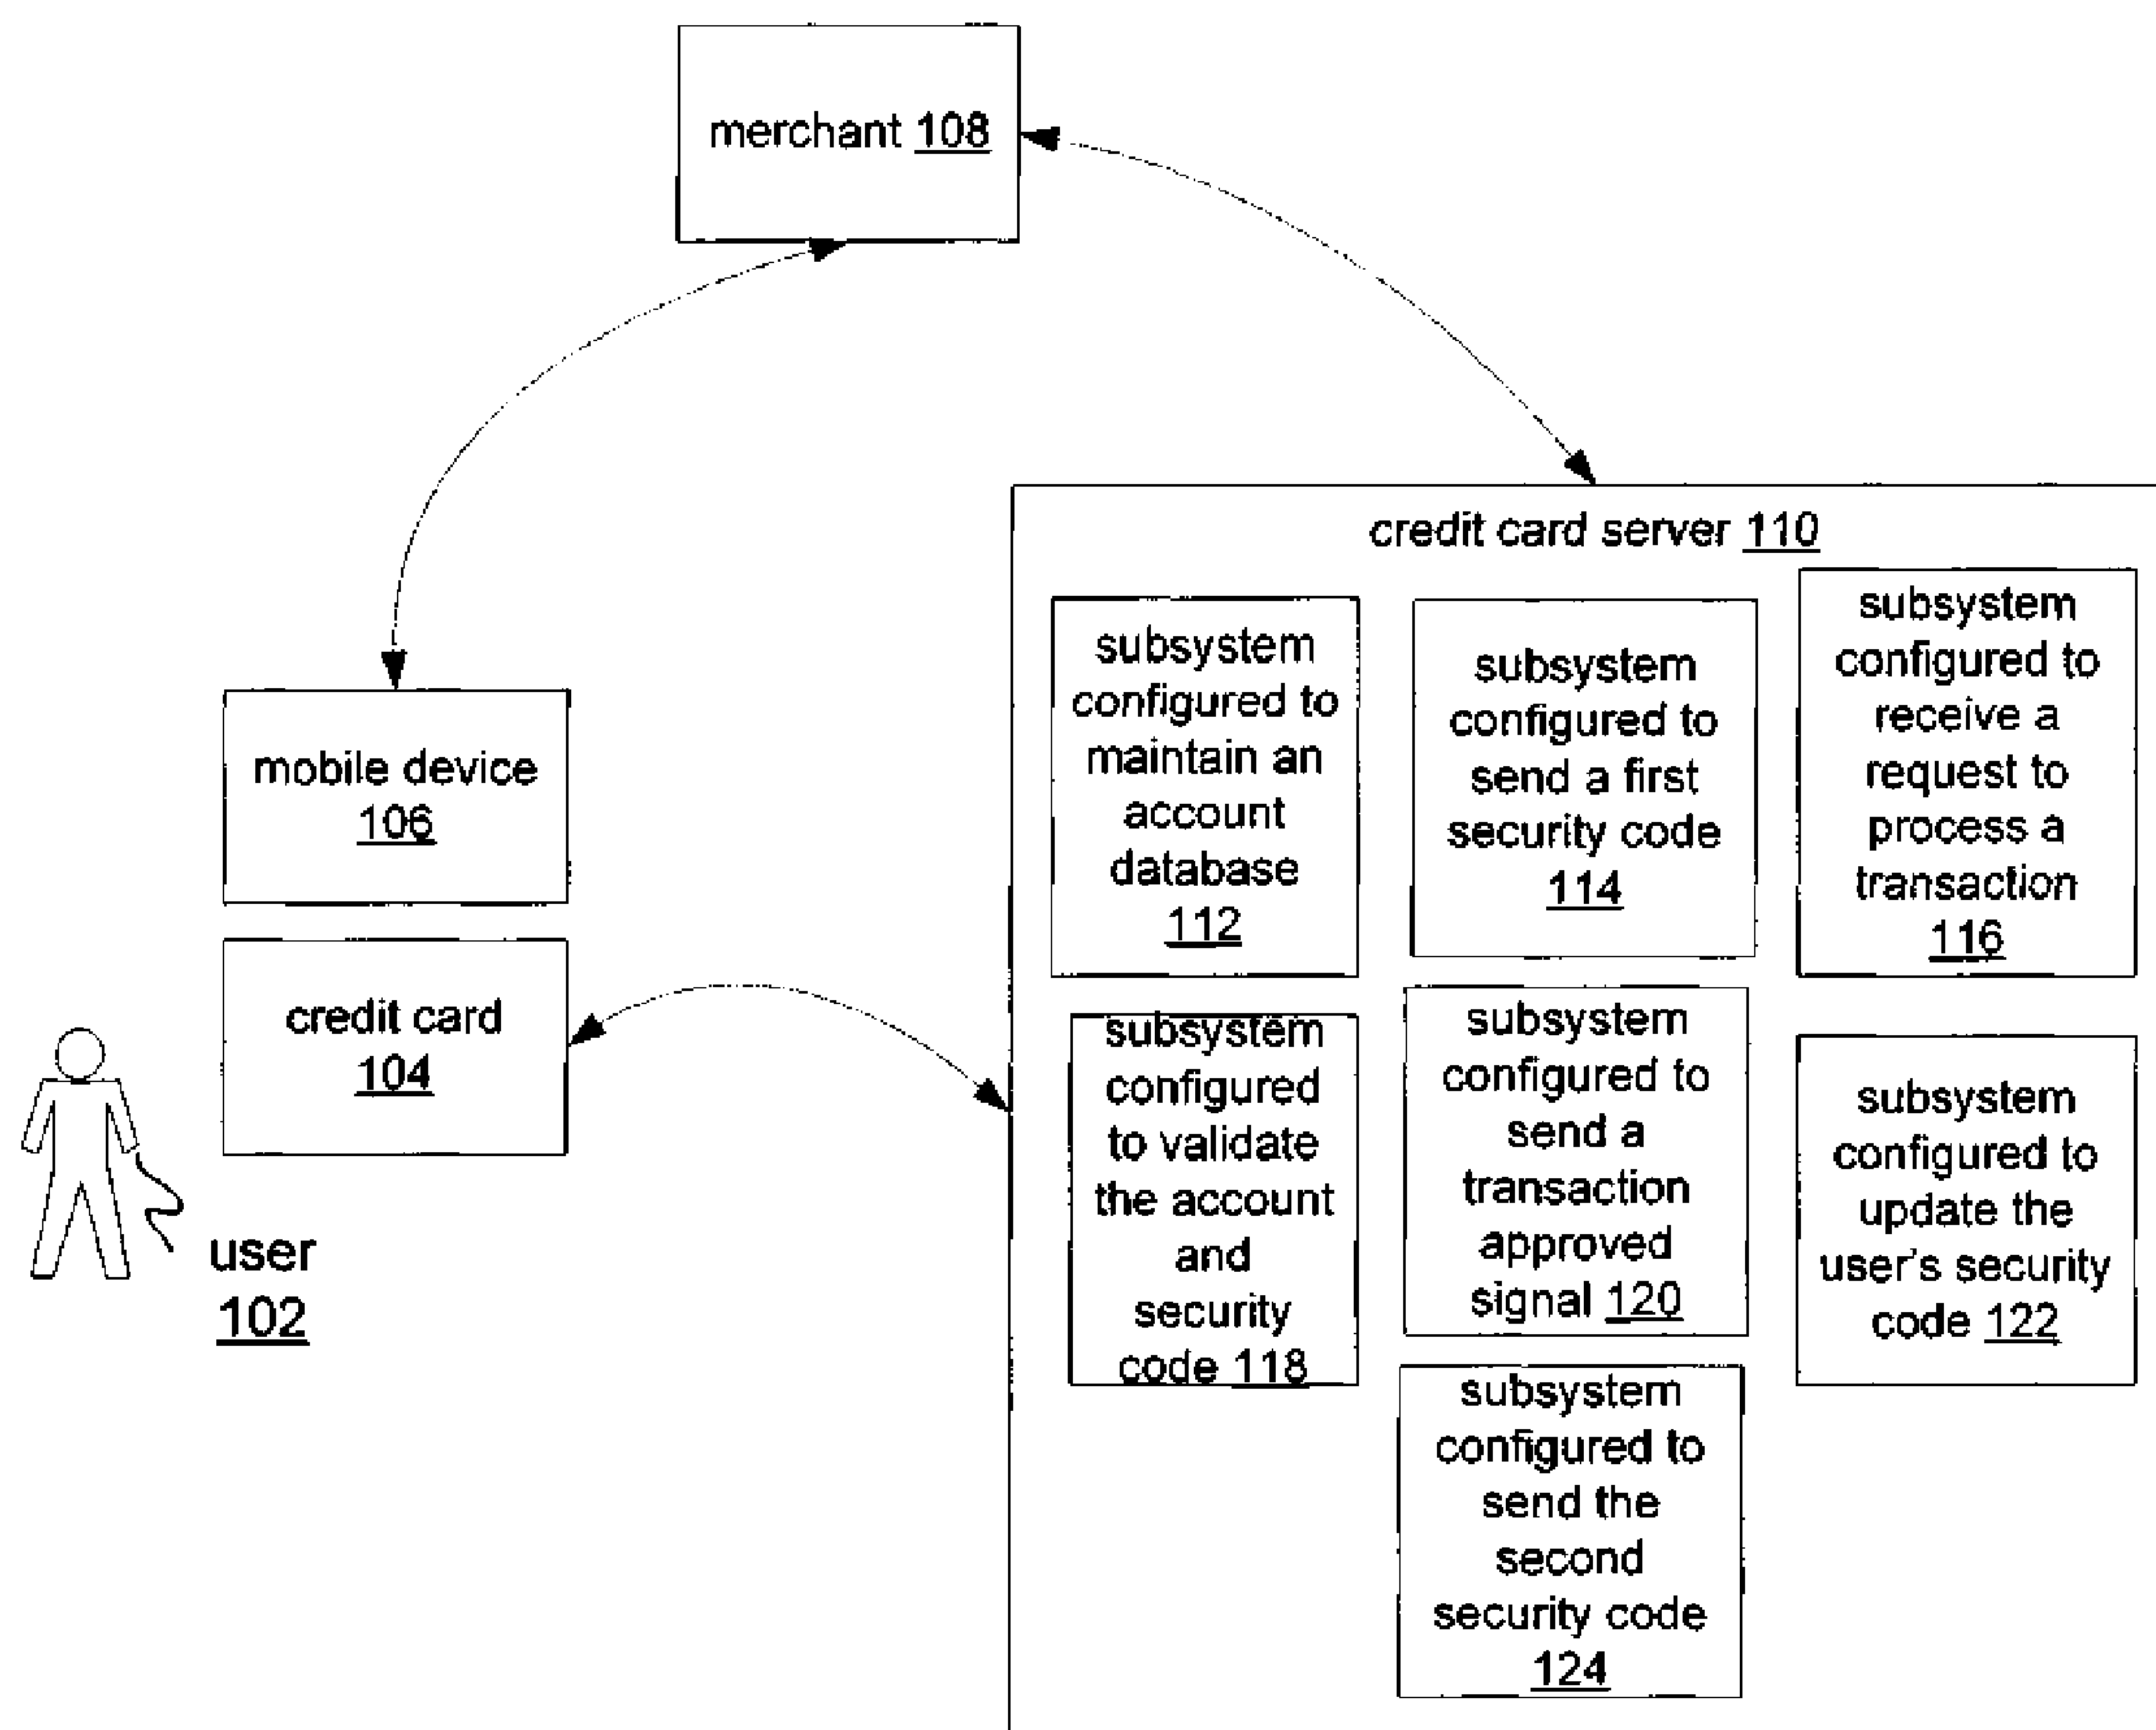 merchant 108
credit card server 110
mobile device
106
credit card
104
user
102
subsystem
configured to
maintain an
account
database
112
subsystem
configured to
send a first
security code
114
subsystem
configured to
receive a
request to
process a
transaction
116
subsystem
configured
to validate
the account
and
security
code 118
subsystem
configured to
send a
transaction
approved
signal 120
subsystem
configured to
update the
user's security
code 122
subsystem
configured to
send the
second
security code
124